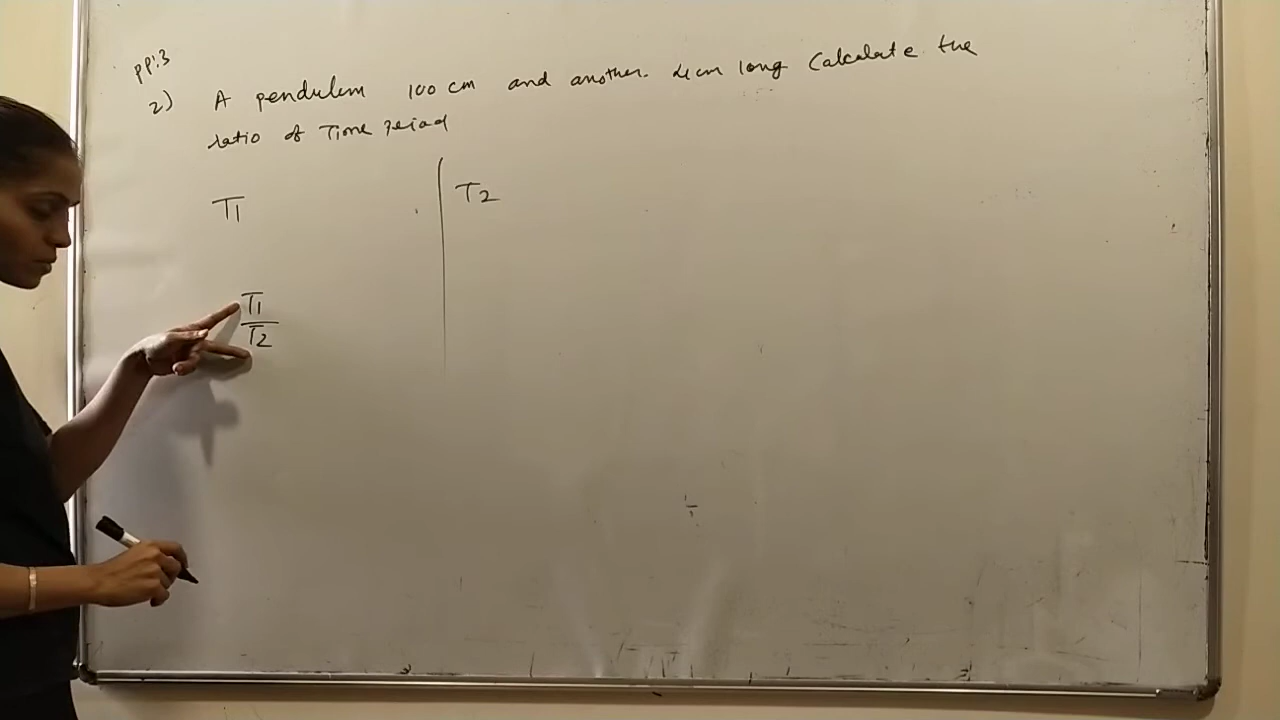 pp:3
2) A pendulum 100 cm and another 4cm long Calculate the
ratio of Time Period
T1
T2
T1
T2